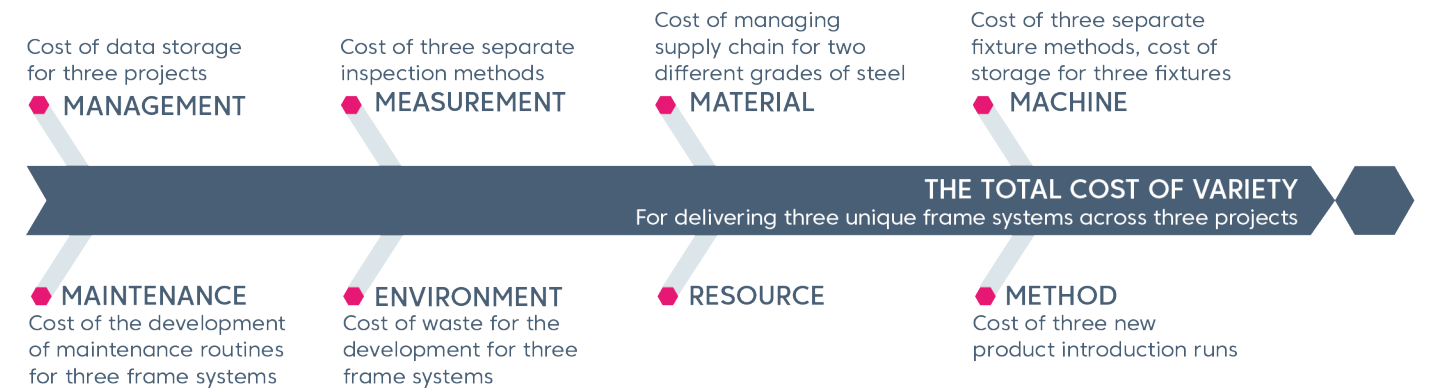 Cost of data storage
for three projects
MANAGEMENT
Cost of three separate
inspection methods
MEASUREMENT
Cost of managing
supply chain for two
different grades of steel
MATERIAL
Cost of three separate
fixture methods, cost of
storage for three fixtures
MACHINE
THE TOTAL COST OF VARIETY
For delivering three unique frame systems across three projects
MAINTENANCE
Cost of the development
of maintenance routines
for three frame systems
ENVIRONMENT
Cost of waste for the
development for three
frame systems
RESOURCE
METHOD
Cost of three new
product introduction runs